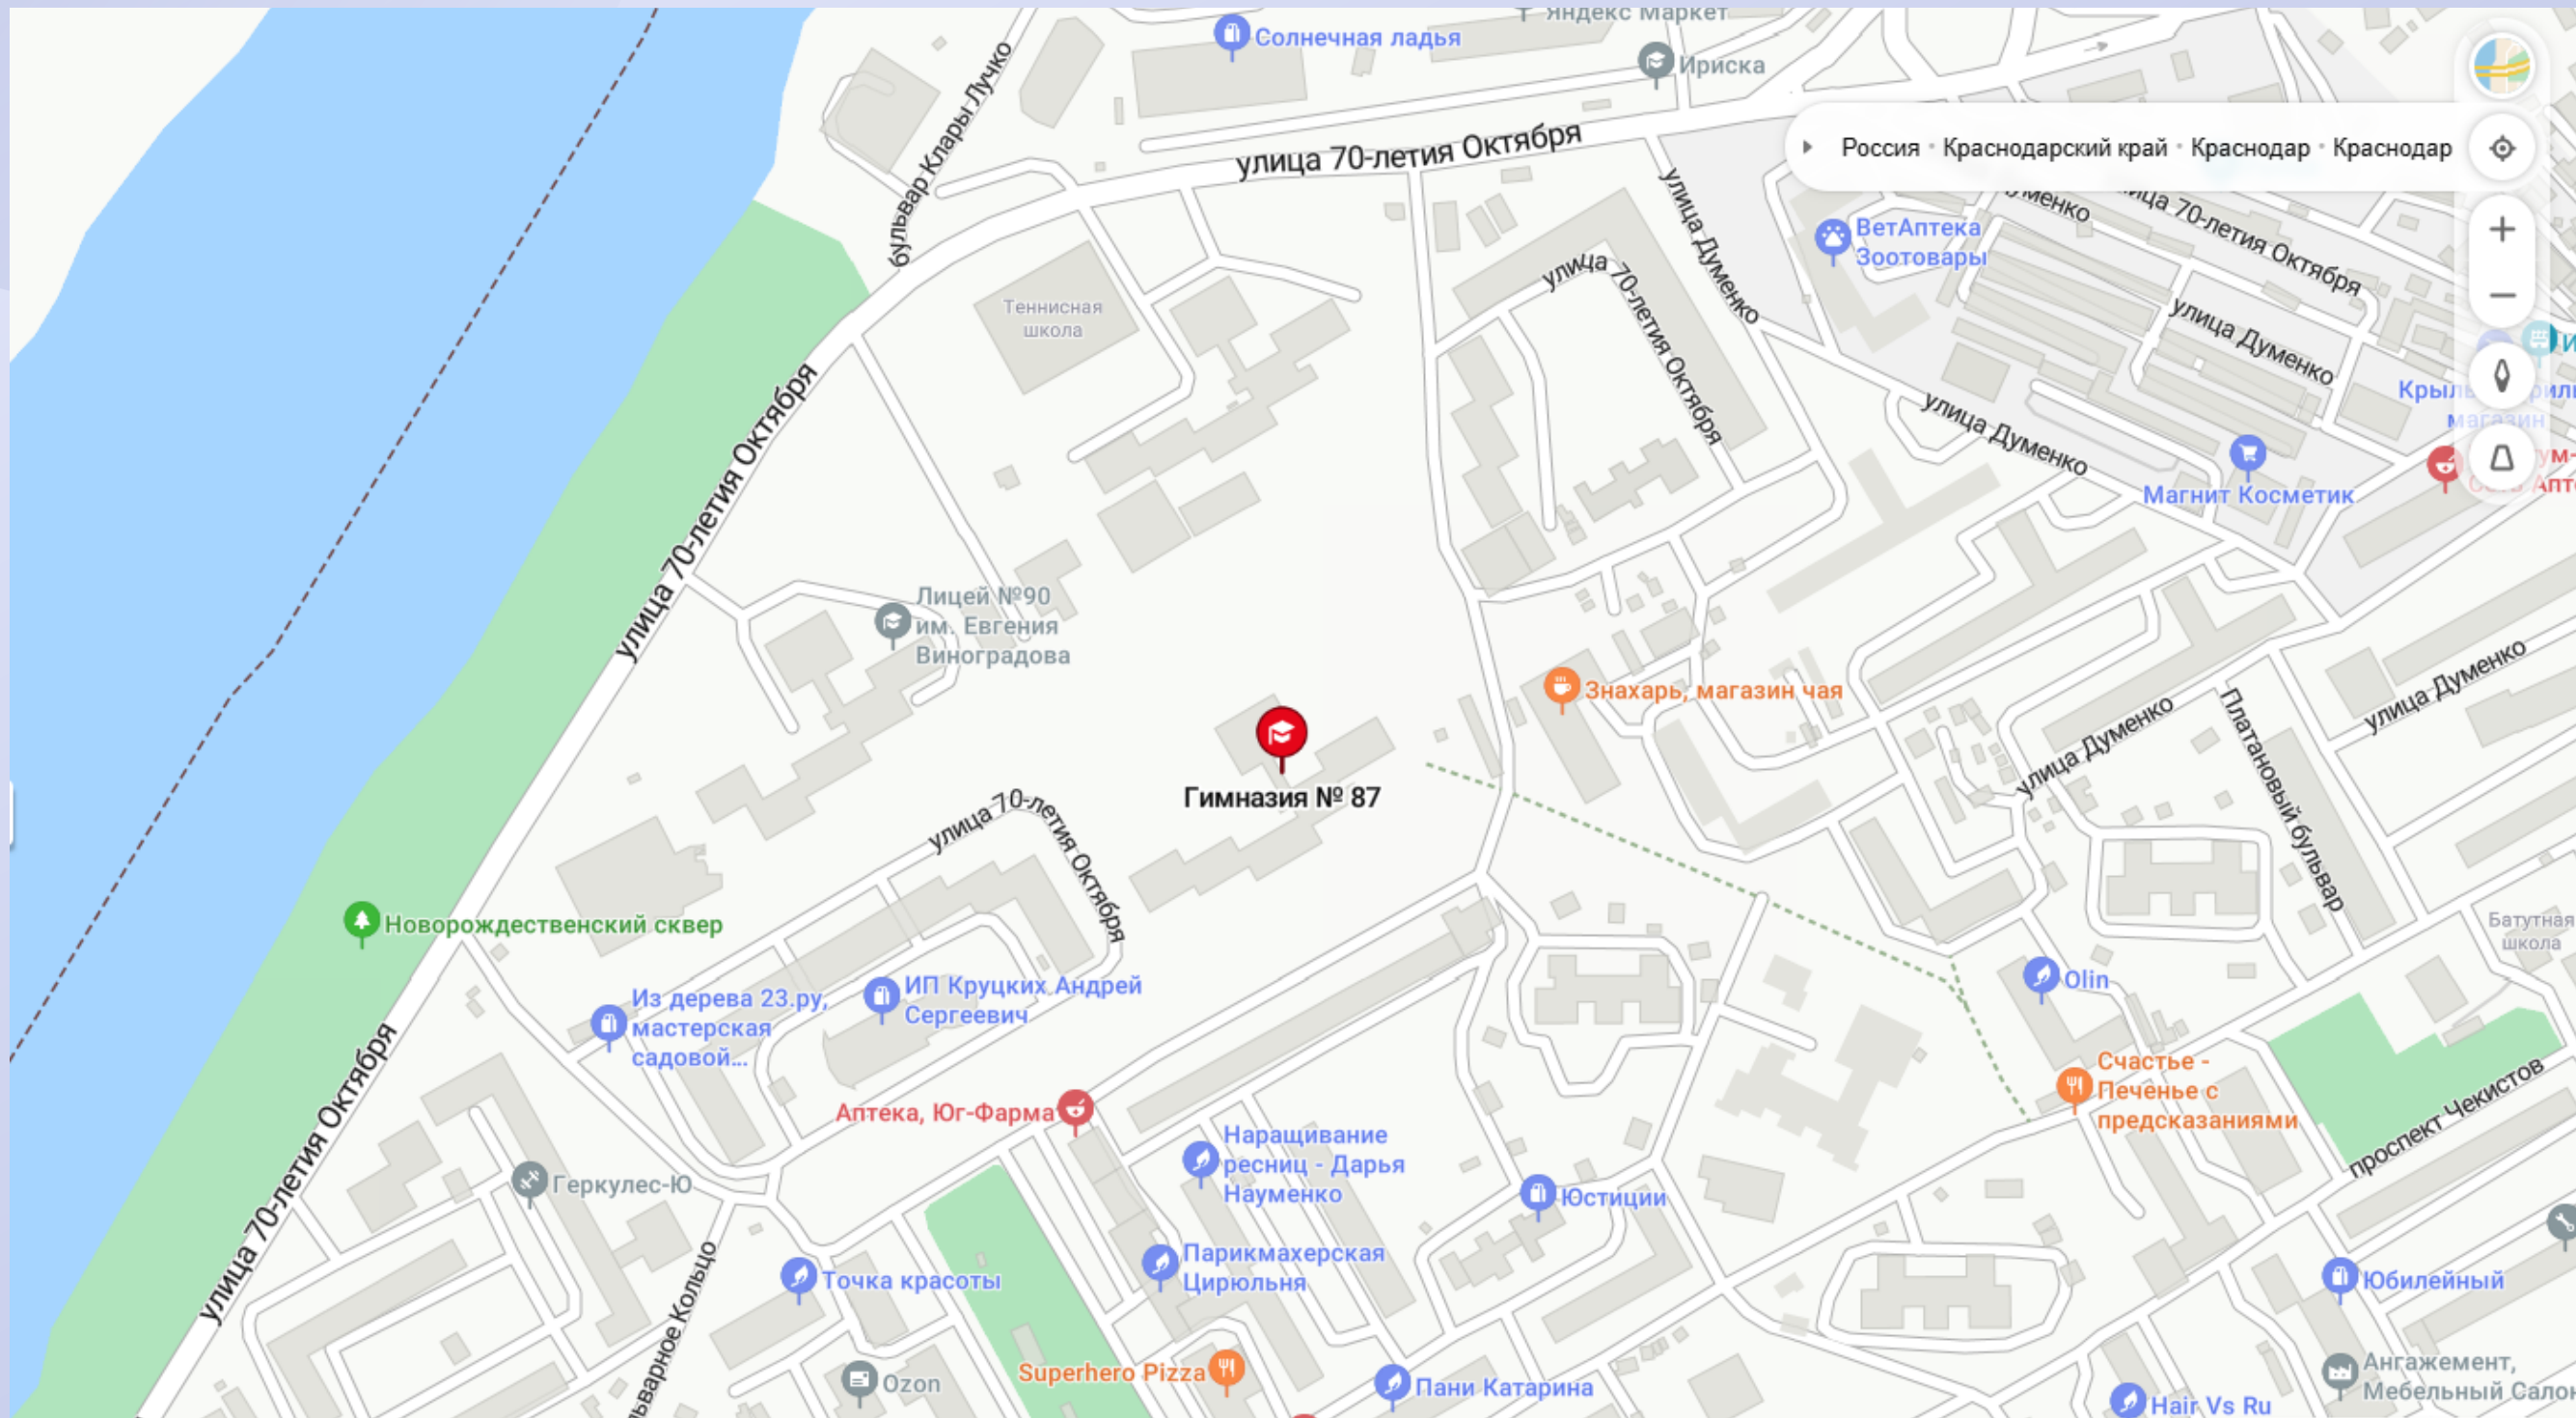 Яндекс Маркет
Солнечная ладья
Ириска
бульвар Клары Лучко
улица 70-летия Октября
Россия • Краснодарский край • Краснодар • Краснодар
улица Думенко
ВетАптека
Зоотовары
улица 70-летия Октября
улица 70-летия Октября
Теннисная
школа
улица Думенко
магазин
улица Думенко
Магнит Косметик
улица 70-летия Октября
улица 70-летия Октября
Лицей №90
им. Евгения
Виноградова
Знахарь, магазин чая
улица Думенко
улица Думенко
Платановый бульвар
Гимназия № 87
улица 70-летия Октября
Новорождественский сквер
Батутная
школа
ИП Круцких Андрей
Сергеевич
Из дерева 23.ру,
мастерская
садовой...
Olin
Счастье -
Печенье с
предсказаниями
проспект Чекистов
Аптека, Юг-Фарма
улица 70-летия Октября
Наращивание
ресниц - Дарья
Науменко
Геркулес-Ю
Юстиции
Парикмахерская
Цирюльня
Точка красоты
Юбилейный
Кольцо
Superhero Pizza
Ozon
Пани Катарина
Ангажемент,
Мебельный
Hair Vs Ru